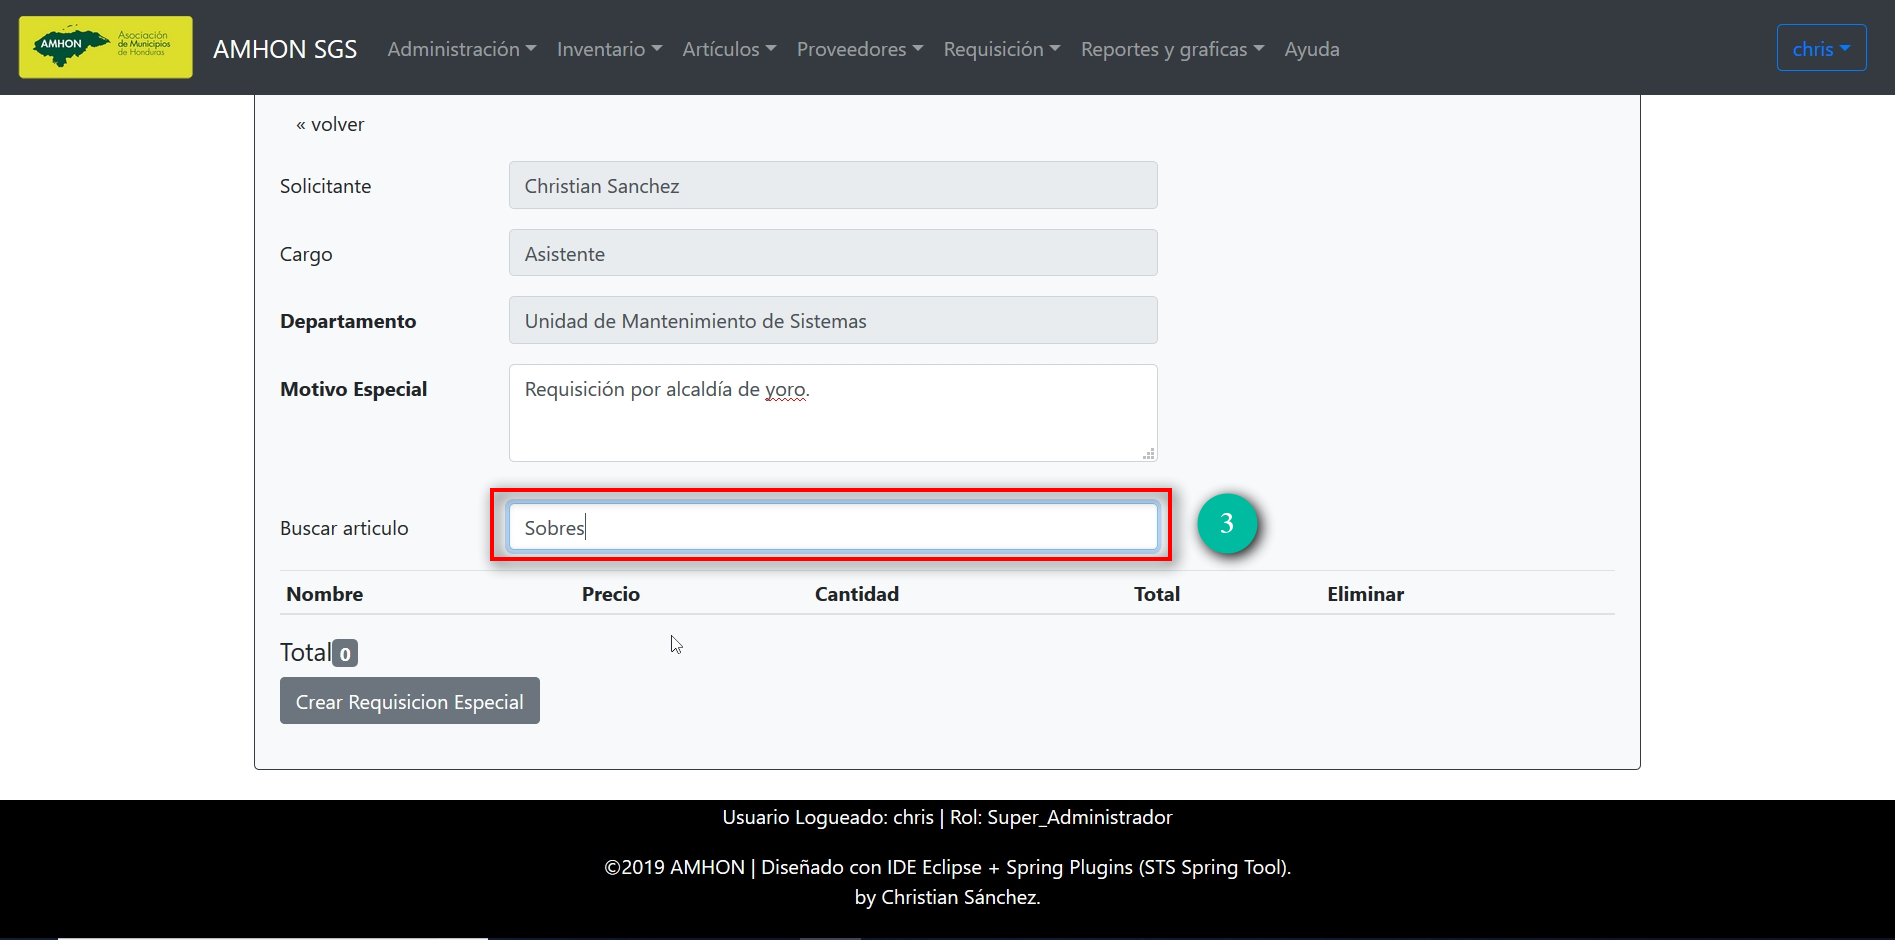 AMHON
Asociación
de Municipios
de Honduras
AMHON SGS
Administración
Inventario
Artículos
Proveedores
Requisición
Reportes y graficas
Ayuda
chris
« volver
Solicitante
Christian Sanchez
Cargo
Asistente
Departamento
Unidad de Mantenimiento de Sistemas
Motivo Especial
Requisición por alcaldía de yoro.
Buscar articulo
Sobres
3
Nombre Precio Cantidad Total Eliminar
Total 0
Crear Requisicion Especial
Usuario Logueado: chris | Rol: Super_Administrador
©2019 AMHON | Diseñado con IDE Eclipse + Spring Plugins (STS Spring Tool).
by Christian Sánchez.